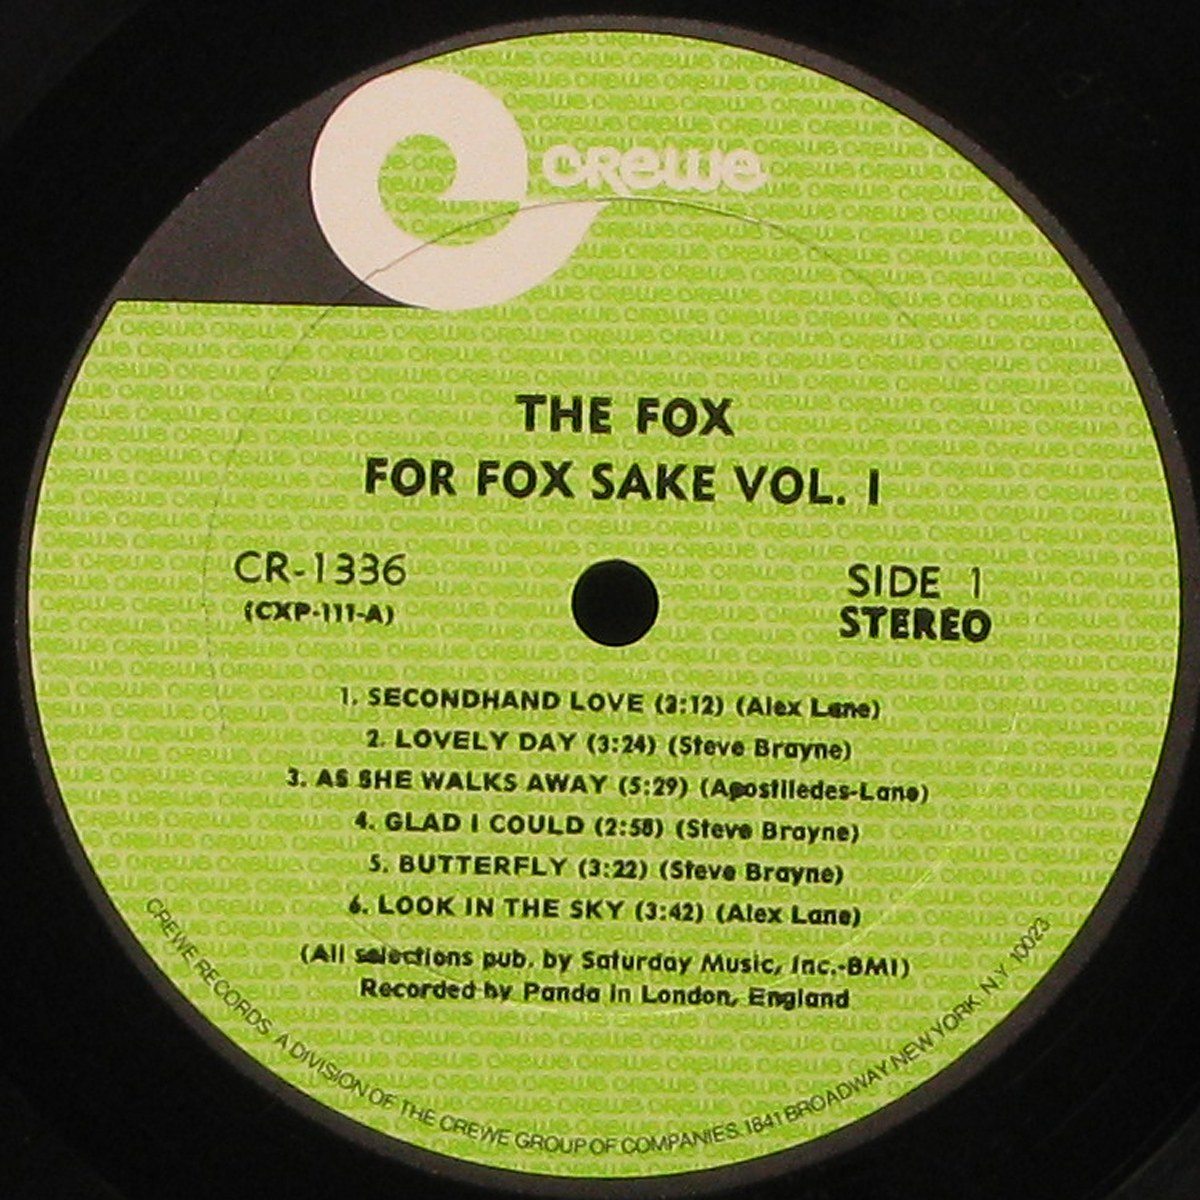 crewe
THE FOX
FOR FOX SAKE VOL. I
CR-1336
(CXP-111-A)
SIDE 1
STEREO
1. SECONDHAND LOVE (3:12) (Alex Lane)
2. LOVELY DAY (3:24) (Steve Brayne)
3. AS SHE WALKS AWAY (5:29) (Apostiledes-Lane)
4. GLAD I COULD (2:58) (Steve Brayne)
5. BUTTERFLY (3:22) (Steve Brayne)
6. LOOK IN THE SKY (3:42) (Alex Lane)
(All selections pub. by Saturday Music, Inc.-BMI)
Recorded by Panda in London, England
CREWE RECORDS. A DIVISION OF THE CREWE GROUP OF COMPANIES. 1841 BROADWAY NEW YORK. N.Y. 10023